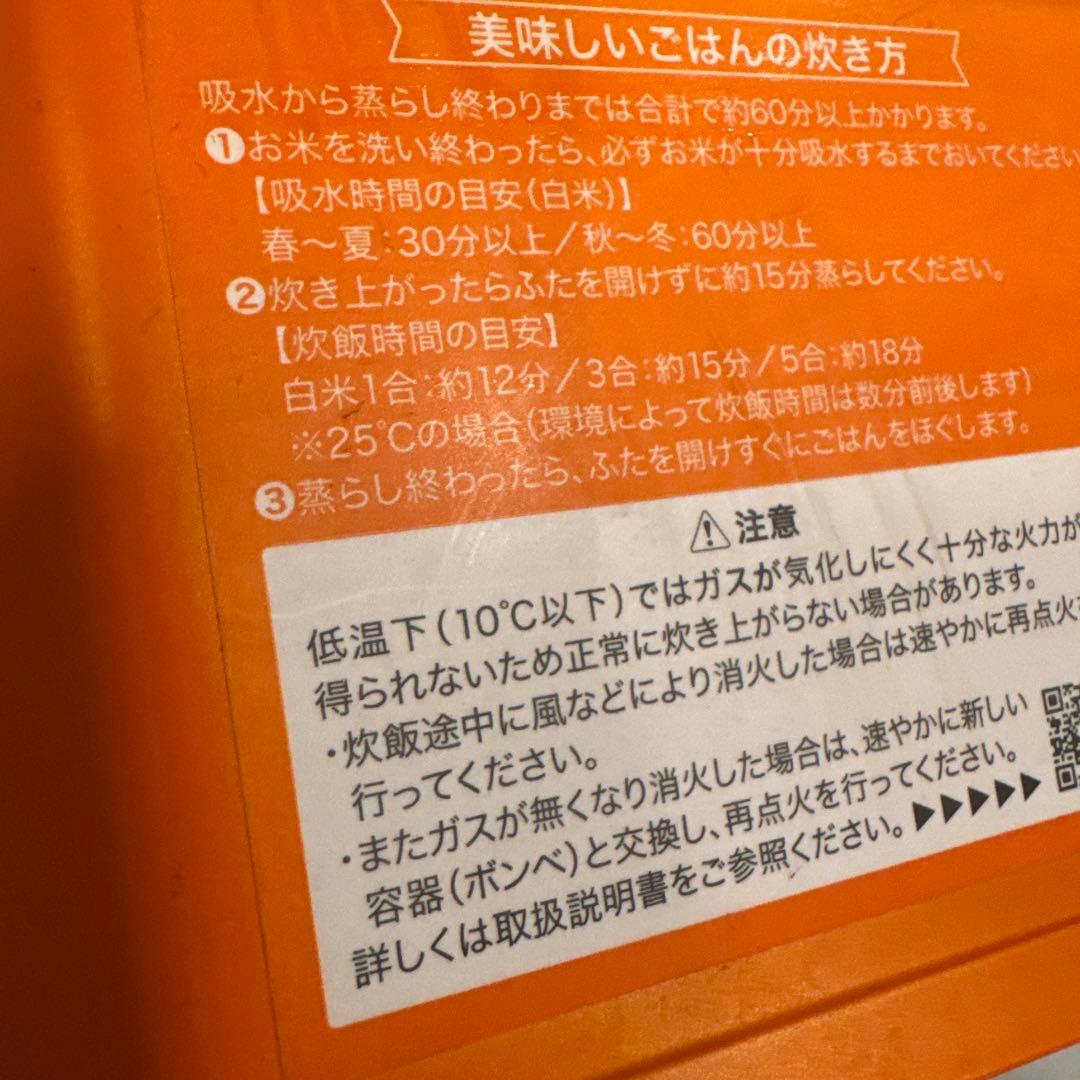 美味しいごはんの炊き方
吸水から蒸らし終わりまでは合計で約60分以上かかります。
❶お米を洗い終わったら、必ずお米が十分吸水するまでおいてください
【吸水時間の目安(白米)】
春～夏:30分以上/秋～冬:60分以上
❷炊き上がったらふたを開けずに約15分蒸らしてください。
【炊飯時間の目安】
白米1合:約12分/3合:約15分/5合:約18分
※25℃の場合(環境によって炊飯時間は数分前後します)
❸蒸らし終わったら、ふたを開けすぐにごはんをほぐします。
⚠注意
低温下(10℃以下)ではガスが気化しにくく十分な火力が
得られないため正常に炊き上がらない場合があります。
・炊飯途中に風などにより消火した場合は速やかに再点火
行ってください。
・またガスが無くなり消火した場合は、速やかに新しい
容器(ボンベ)と交換し、再点火を行ってください。
詳しくは取扱説明書をご参照ください。▶▶▶▶▶